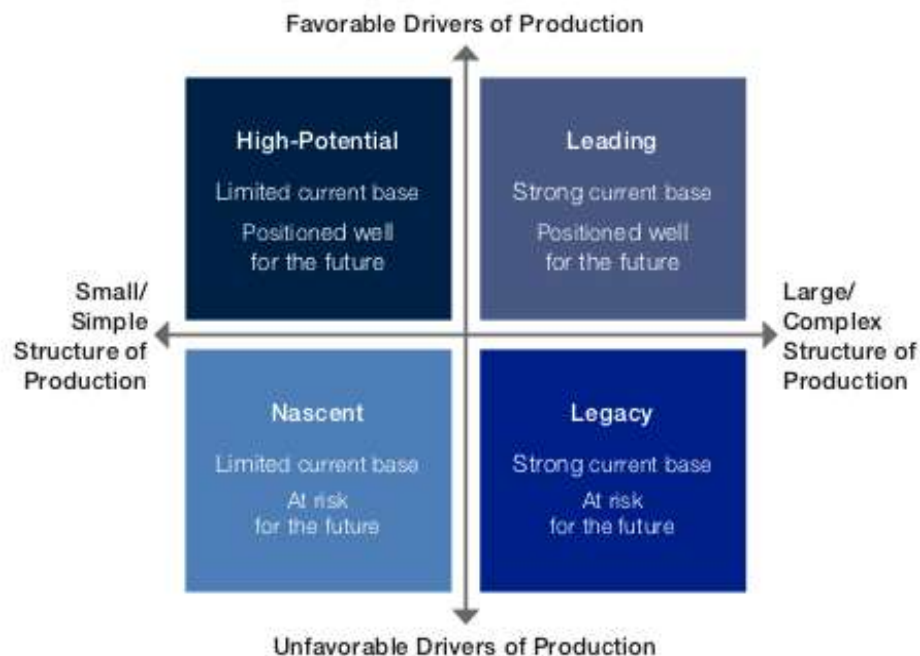 Favorable Drivers of Production
High-Potential
Limited current base
Positioned well
for the future
Leading
Strong current base
Positioned well
for the future
Small/
Simple
Structure of
Production
Large/
Complex
Structure of
Production
Nascent
Limited current base
At risk
for the future
Legacy
Strong current base
At risk
for the future
Unfavorable Drivers of Production